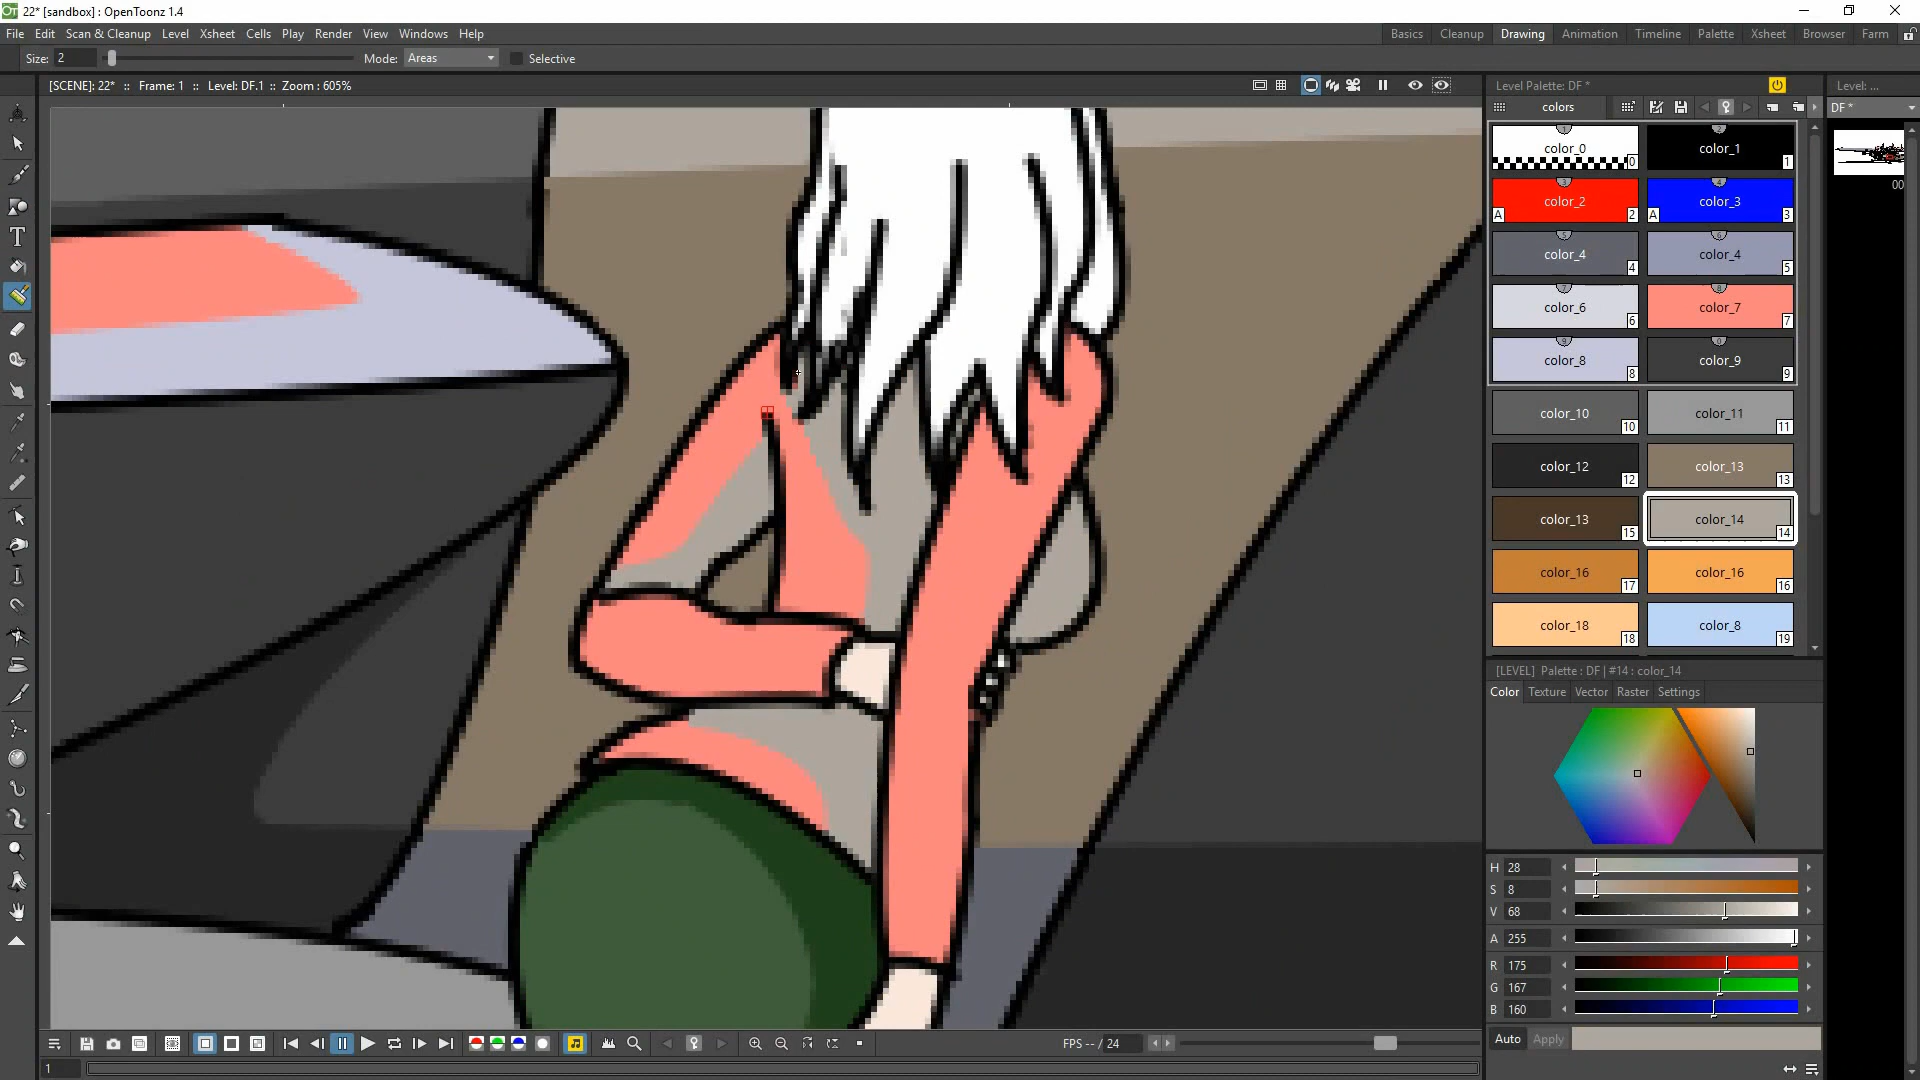 22* [sandbox] : OpenToonz 1.4
File Edit Scan & Cleanup Level Xsheet Cells Play Render View Windows Help
Basics Cleanup Drawing Animation Timeline Palette Xsheet Browser Farm
Size: 2 Mode: Areas Selective
[SCENE]: 22* :: Frame: 1 :: Level: DF.1 :: Zoom : 605%
Level Palette: DF *
Level: ...
colors
DF *
color_0 0
color_1 1
color_2 A 2
color_3 A 3
color_4 4
color_4 5
color_6 6
color_7 7
color_8 8
color_9 9
color_10 10
color_11 11
color_12 12
color_13 13
color_13 15
color_14 14
color_16 17
color_16 16
color_18 18
color_8 19
00
[LEVEL] Palette : DF | #14 : color_14
Color Texture Vector Raster Settings
H 28
S 8
V 68
A 255
R 175
G 167
B 160
Auto Apply
FPS -- / 24
1